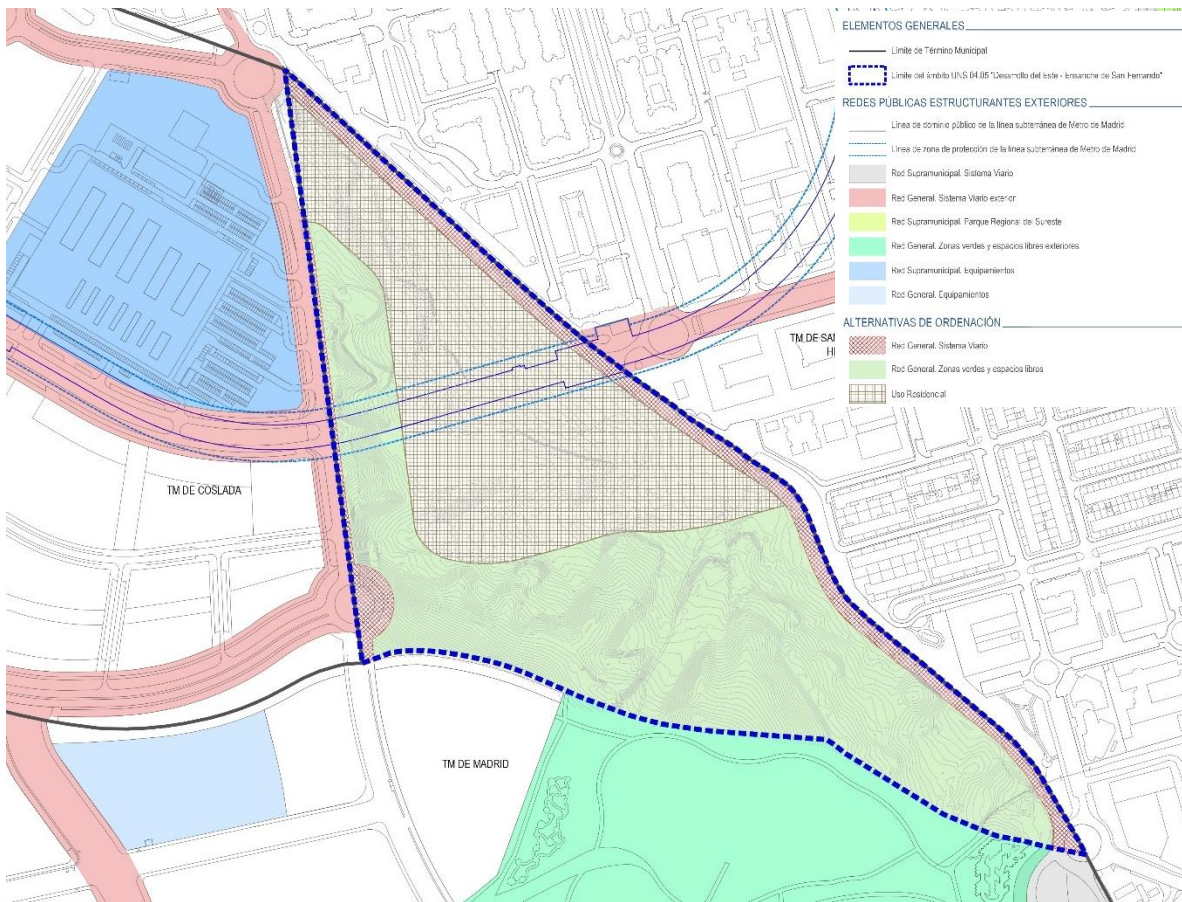 ELEMENTOS GENERALES
Límite de Término Municipal
Límite del ámbito UNS 04.05 "Desarrollo del Este - Ensanche de San Fernando"
REDES PÚBLICAS ESTRUCTURANTES EXTERIORES
Línea de dominio público de la línea subterránea de Metro de Madrid
Línea de zona de protección de la línea subterránea de Metro de Madrid
Red Supramunicipal. Sistema Viario
Red General. Sistema Viario exterior
Red Supramunicipal. Parque Regional del Sureste
Red General. Zonas verdes y espacios libres exteriores
Red Supramunicipal. Equipamientos
Red General. Equipamientos
ALTERNATIVAS DE ORDENACIÓN
Red General. Sistema Viario
Red General. Zonas verdes y espacios libres
Uso Residencial
TM DE SA
H
TM DE COSLADA
TM DE MADRID